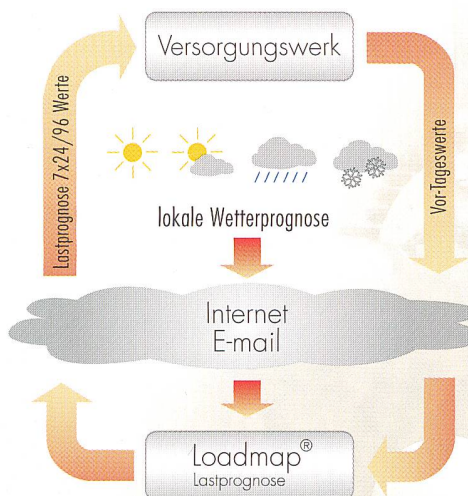 Versorgungswerk
Lastprognose 7x24/96 Werte
Vor-Tageswerte
lokale Wetterprognose
Internet
E-mail
Loadmap®
Lastprognose